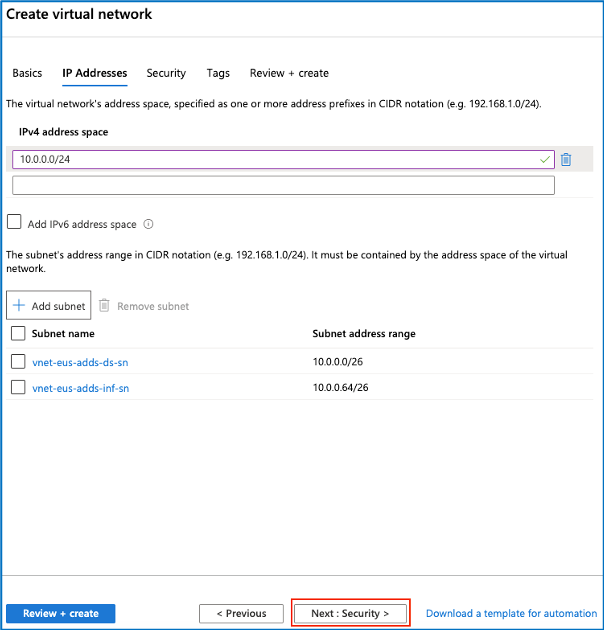 Create virtual network
Basics IP Addresses Security Tags Review + create
The virtual network's address space, specified as one or more address prefixes in CIDR notation (e.g. 192.168.1.0/24).
IPv4 address space
10.0.0.0/24
Add IPv6 address space
The subnet's address range in CIDR notation (e.g. 192.168.1.0/24). It must be contained by the address space of the virtual
network.
+ Add subnet Remove subnet
Subnet name Subnet address range
vnet-eus-adds-ds-sn 10.0.0.0/26
vnet-eus-adds-inf-sn 10.0.0.64/26
Review + create < Previous Next : Security > Download a template for automation